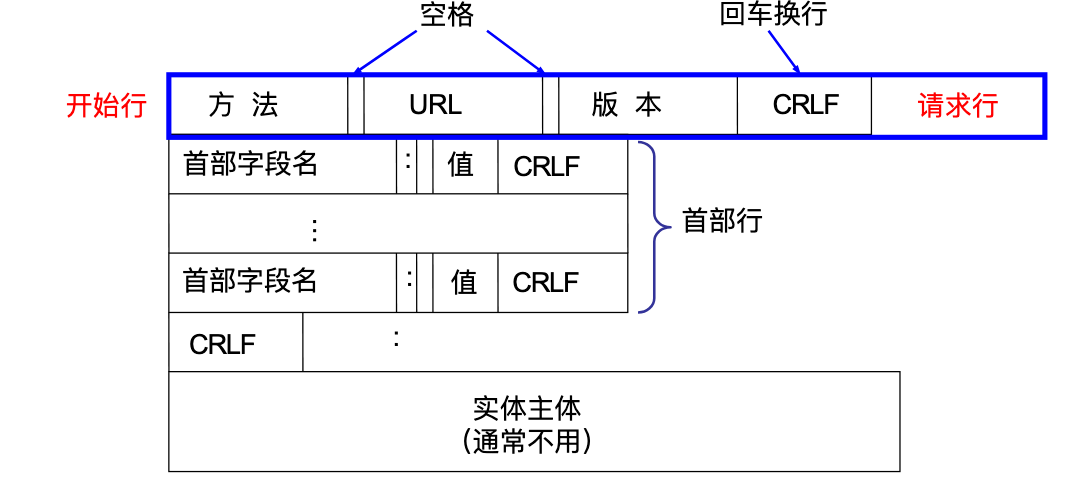 空格 回车换行
开始行 方 法 URL 版 本 CRLF 请求行
首部字段名 : 值 CRLF
⋮ 首部行
首部字段名 : 值 CRLF
CRLF :
实体主体
(通常不用)